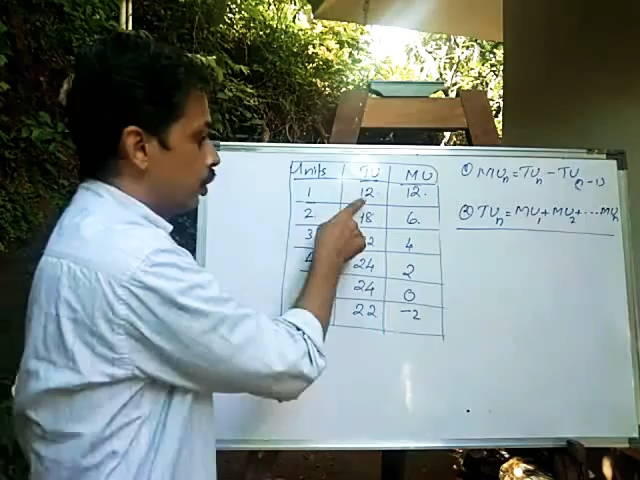 Units TU MU
1 12 12.
2 18 6.
3 2 4
4 24 2
24 0
22 -2
① MUn = TUn - TU(n-1)
② TUn = MU1 + MU2 + ... MUn